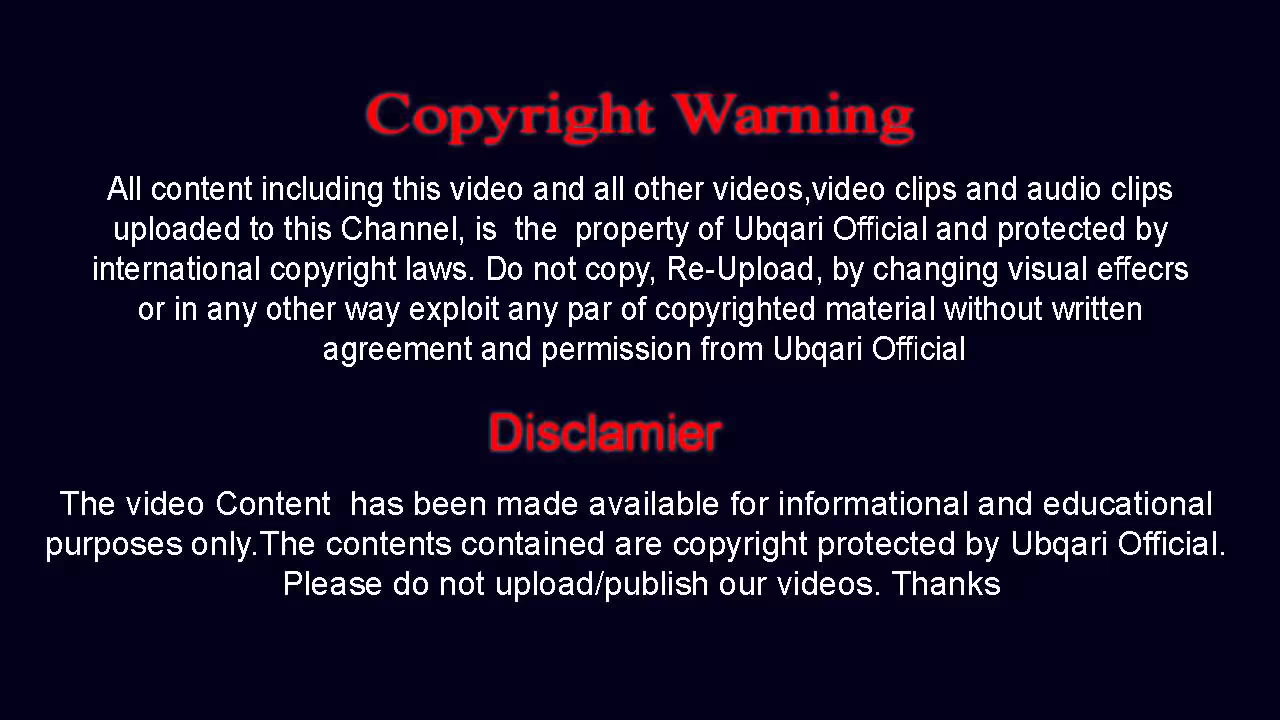 Copyright Warning
All content including this video and all other videos,video clips and audio clips
uploaded to this Channel, is  the  property of Ubqari Official and protected by
international copyright laws. Do not copy, Re-Upload, by changing visual effecrs
or in any other way exploit any par of copyrighted material without written
agreement and permission from Ubqari Official
Disclamier
The video Content  has been made available for informational and educational
purposes only.The contents contained are copyright protected by Ubqari Official.
Please do not upload/publish our videos. Thanks